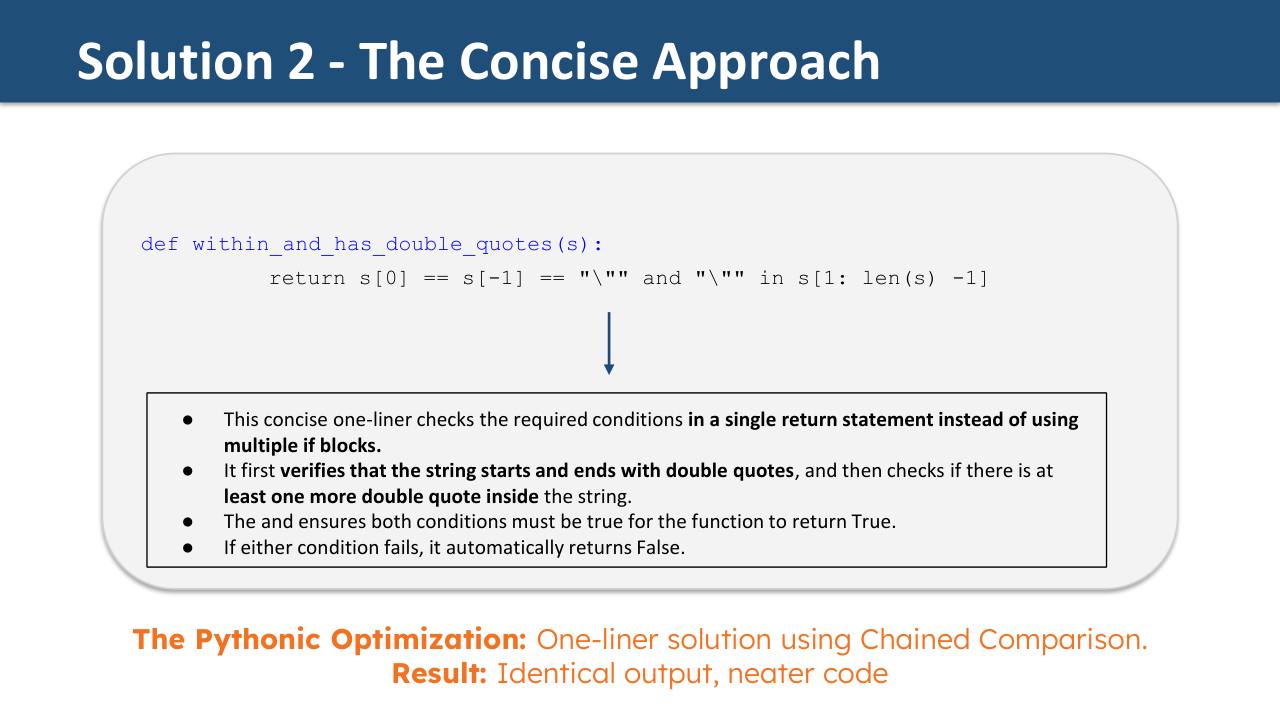 Solution 2 - The Concise Approach
def within_and_has_double_quotes(s):
return s[0] == s[-1] == "\"" and "\"" in s[1: len(s) -1]
● This concise one-liner checks the required conditions in a single return statement instead of using
multiple if blocks.
● It first verifies that the string starts and ends with double quotes, and then checks if there is at
least one more double quote inside the string.
● The and ensures both conditions must be true for the function to return True.
● If either condition fails, it automatically returns False.
The Pythonic Optimization: One-liner solution using Chained Comparison.
Result: Identical output, neater code